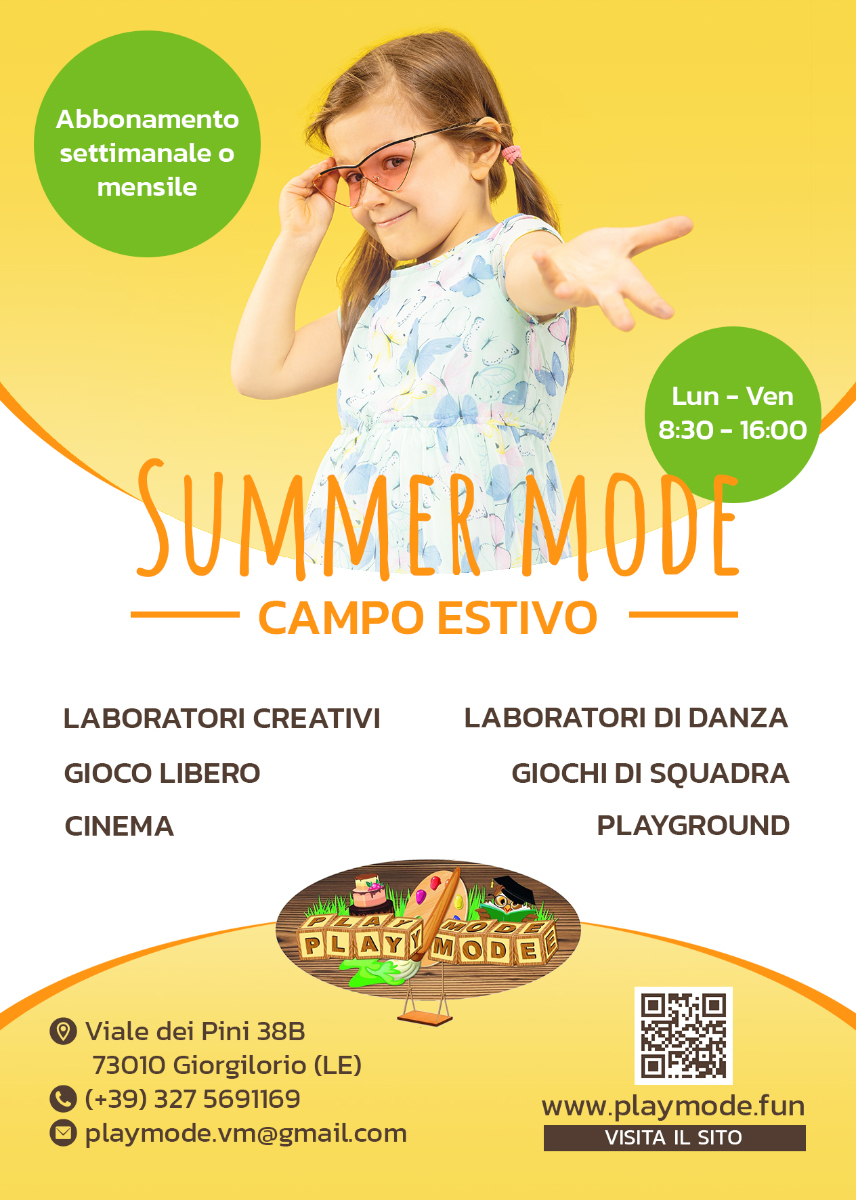 Abbonamento
settimanale o
mensile
Lun - Ven
8:30 - 16:00
SUMMER MODE
CAMPO ESTIVO
LABORATORI CREATIVI
GIOCO LIBERO
CINEMA
LABORATORI DI DANZA
GIOCHI DI SQUADRA
PLAYGROUND
PLAY MODE
PLAYY MODEE
Viale dei Pini 38B
73010 Giorgilorio (LE)
(+39) 327 5691169
playmode.vm@gmail.com
www.playmode.fun
VISITA IL SITO